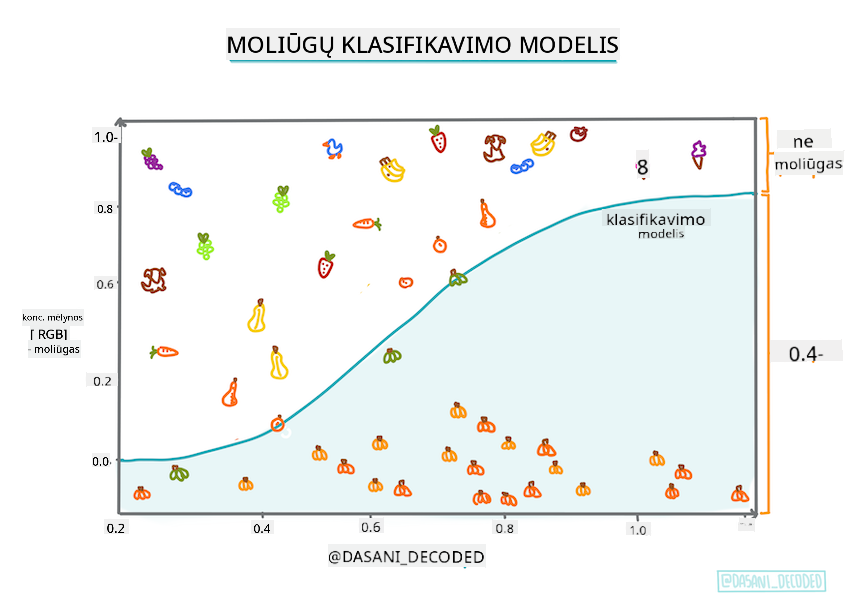 MOLIŪGŲ KLASIFIKAVIMO MODELIS
1.0-
0.8
0.6
0.2
0.0
konc. mėlynos
[ RGB]
- moliūgas
8
klasifikavimo
modelis
ne
moliūgas
0.4-
0.2
0.4
0.6
0.8
1.0
@DASANI_DECODED
@DASANI_DECODED